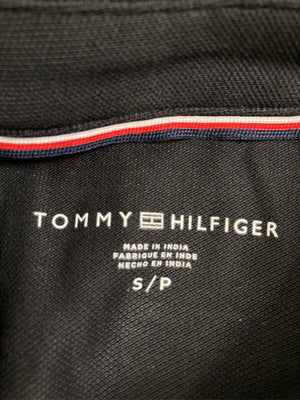 TOMMY HILFIGER
MADE IN INDIA
FABRIQUE EN INDE
HECHO EN INDIA
S/P